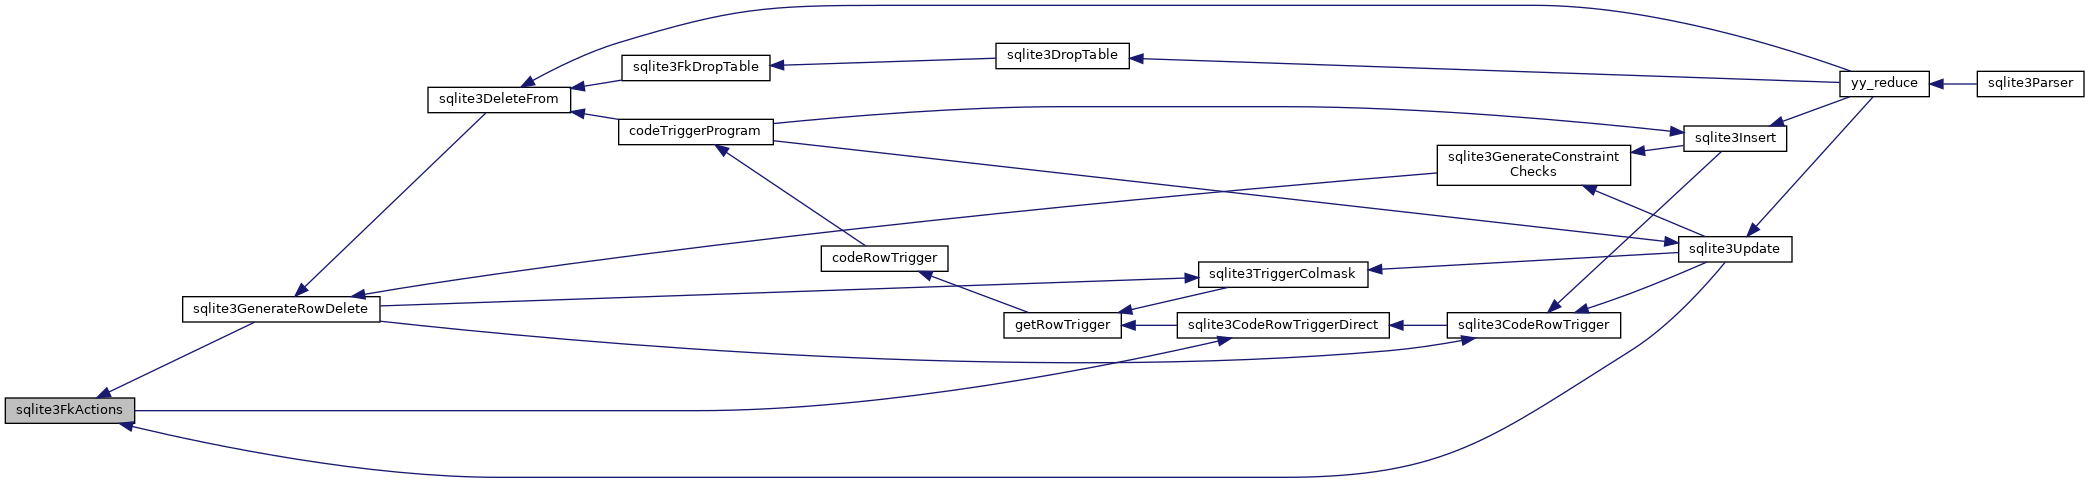 sqlite3DropTable
sqlite3FkDropTable
yy_reduce
sqlite3Parser
sqlite3DeleteFrom
codeTriggerProgram
sqlite3Insert
sqlite3GenerateConstraint
Checks
sqlite3Update
codeRowTrigger
sqlite3TriggerColmask
sqlite3GenerateRowDelete
getRowTrigger
sqlite3CodeRowTriggerDirect
sqlite3CodeRowTrigger
sqlite3FkActions